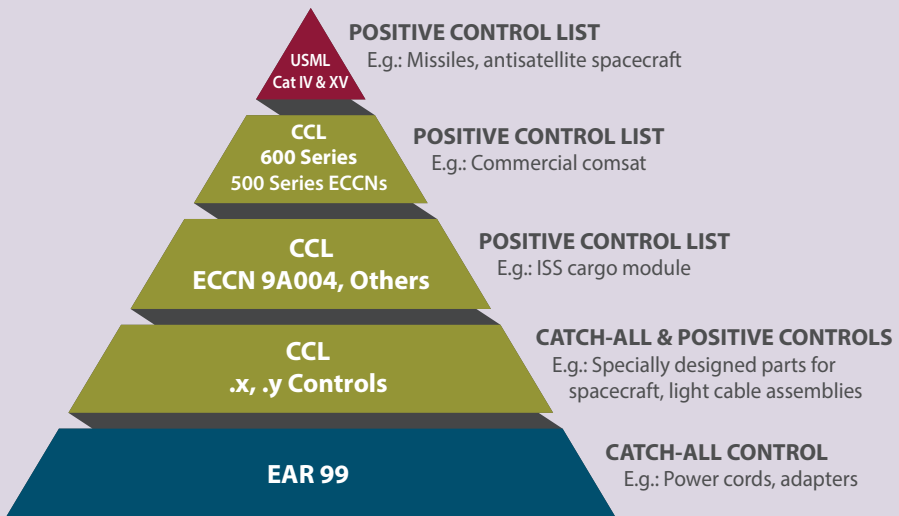 USML
Cat IV & XV
POSITIVE CONTROL LIST
E.g.: Missiles, antisatellite spacecraft
CCL
600 Series
500 Series ECCNs
POSITIVE CONTROL LIST
E.g.: Commercial comsat
CCL
ECCN 9A004, Others
POSITIVE CONTROL LIST
E.g.: ISS cargo module
CCL
.x, .y Controls
CATCH-ALL & POSITIVE CONTROLS
E.g.: Specially designed parts for
spacecraft, light cable assemblies
EAR 99
CATCH-ALL CONTROL
E.g.: Power cords, adapters